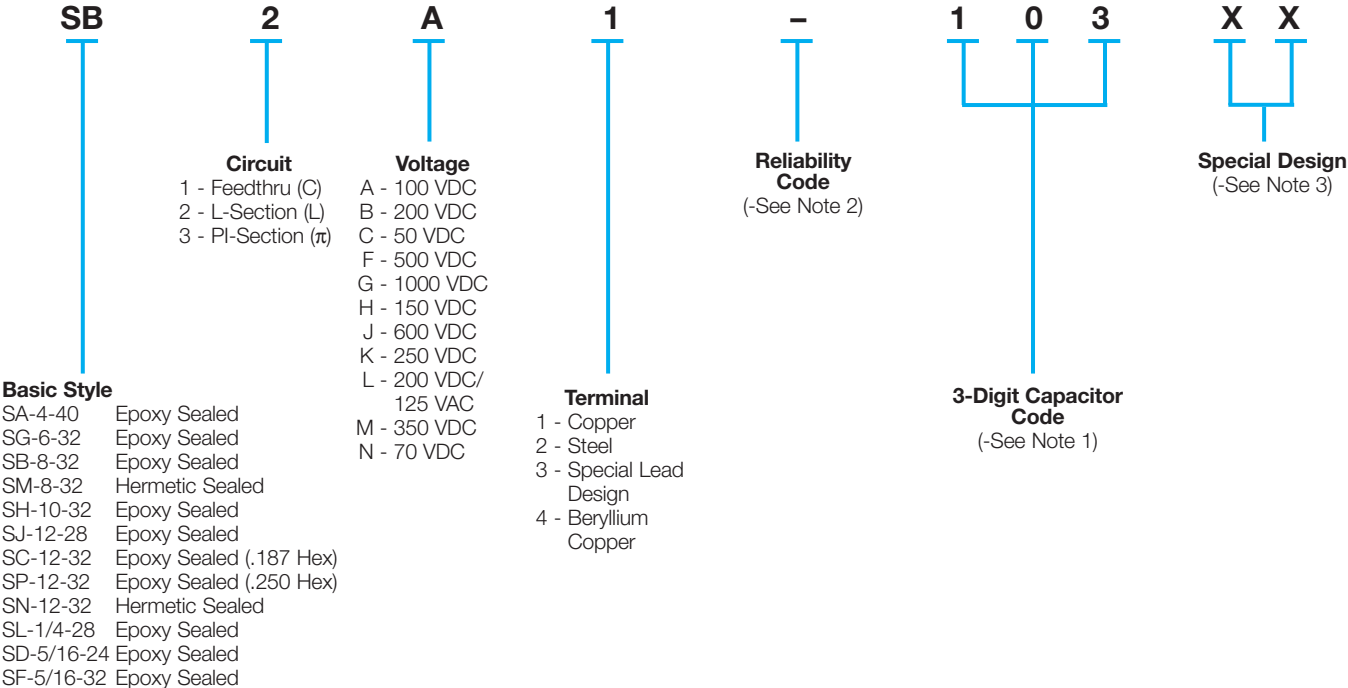 SB 2 A 1 – 1 0 3 X X
Circuit
1 - Feedthru (C)
2 - L-Section (L)
3 - PI-Section (π)
Voltage
A - 100 VDC
B - 200 VDC
C - 50 VDC
F - 500 VDC
G - 1000 VDC
H - 150 VDC
J - 600 VDC
K - 250 VDC
L - 200 VDC/
125 VAC
M - 350 VDC
N - 70 VDC
Reliability
Code
(-See Note 2)
Special Design
(-See Note 3)
Basic Style
SA-4-40 Epoxy Sealed
SG-6-32 Epoxy Sealed
SB-8-32 Epoxy Sealed
SM-8-32 Hermetic Sealed
SH-10-32 Epoxy Sealed
SJ-12-28 Epoxy Sealed
SC-12-32 Epoxy Sealed (.187 Hex)
SP-12-32 Epoxy Sealed (.250 Hex)
SN-12-32 Hermetic Sealed
SL-1/4-28 Epoxy Sealed
SD-5/16-24 Epoxy Sealed
SF-5/16-32 Epoxy Sealed
Terminal
1 - Copper
2 - Steel
3 - Special Lead
Design
4 - Beryllium
Copper
3-Digit Capacitor
Code
(-See Note 1)